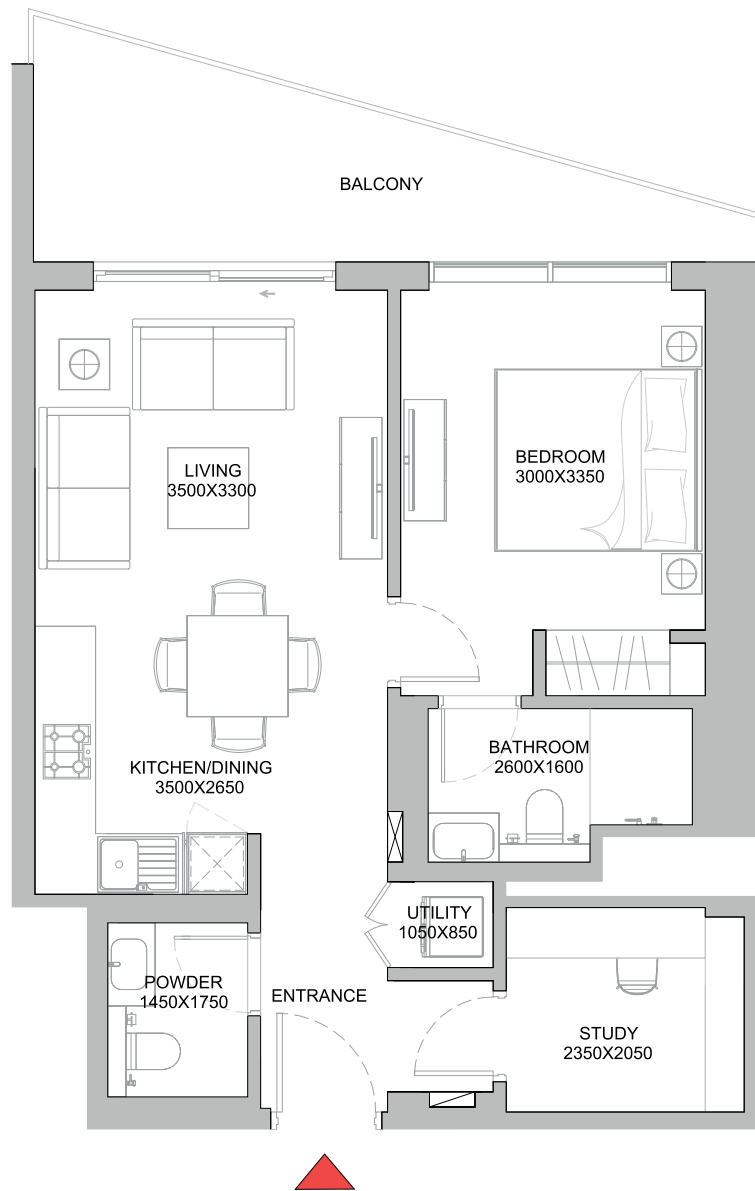 BALCONY
LIVING
3500X3300
BEDROOM
3000X3350
KITCHEN/DINING
3500X2650
BATHROOM
2600X1600
UTILITY
1050X850
POWDER
1450X1750
ENTRANCE
STUDY
2350X2050